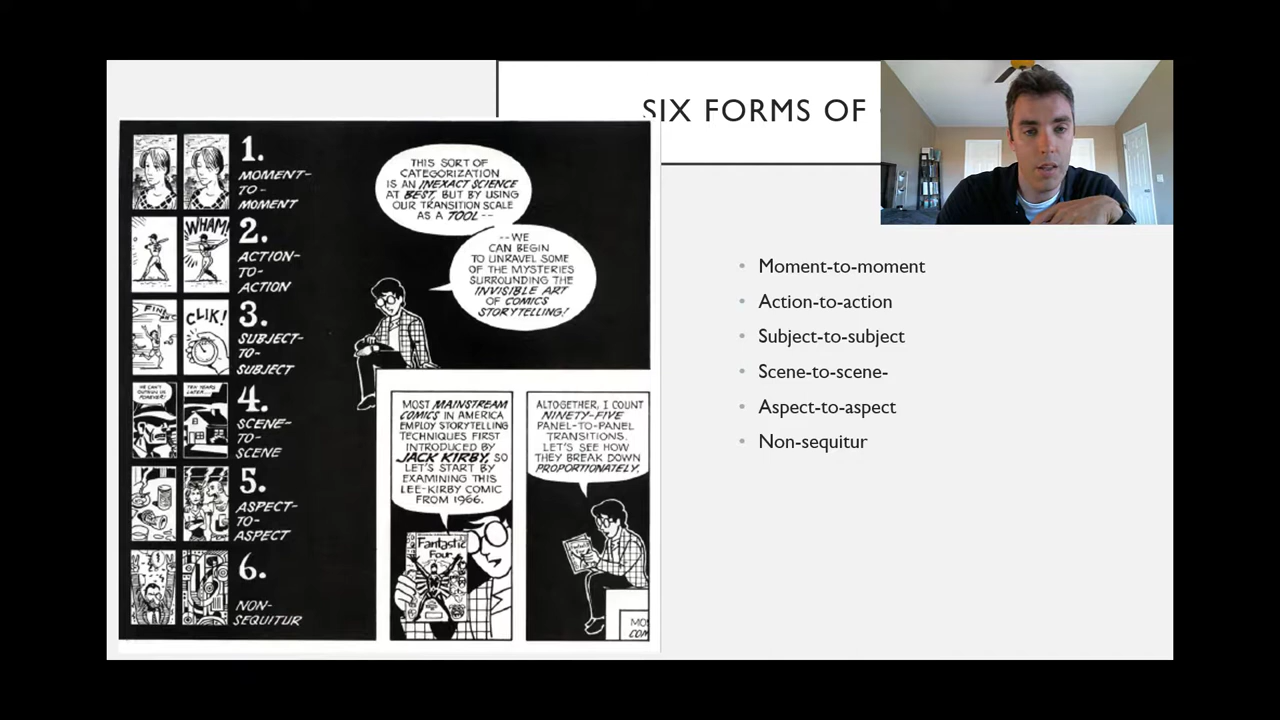 SIX FORMS OF
1.
MOMENT-
TO-
MOMENT
2.
ACTION-
TO-
ACTION
3.
SUBJECT-
TO-
SUBJECT
4.
SCENE-
TO-
SCENE
5.
ASPECT-
TO-
ASPECT
6.
NON-
SEQUITUR
WHAM!
CLIK!
HE CAN'T
OUTRUN US
FOREVER!
TEN YEARS
LATER...
THIS SORT OF
CATEGORIZATION
IS AN INEXACT SCIENCE
AT BEST, BUT BY USING
OUR TRANSITION SCALE
AS A TOOL--
--WE
CAN BEGIN
TO UNRAVEL SOME
OF THE MYSTERIES
SURROUNDING THE
INVISIBLE ART
OF COMICS
STORYTELLING!
MOST MAINSTREAM
COMICS IN AMERICA
EMPLOY STORYTELLING
TECHNIQUES FIRST
INTRODUCED BY
JACK KIRBY, SO
LET'S START BY
EXAMINING THIS
LEE-KIRBY COMIC
FROM 1966.
Fantastic
Four
ALTOGETHER, I COUNT
NINETY-FIVE
PANEL-TO-PANEL
TRANSITIONS.
LET'S SEE HOW
THEY BREAK DOWN
PROPORTIONATELY.
Moment-to-moment
Action-to-action
Subject-to-subject
Scene-to-scene-
Aspect-to-aspect
Non-sequitur